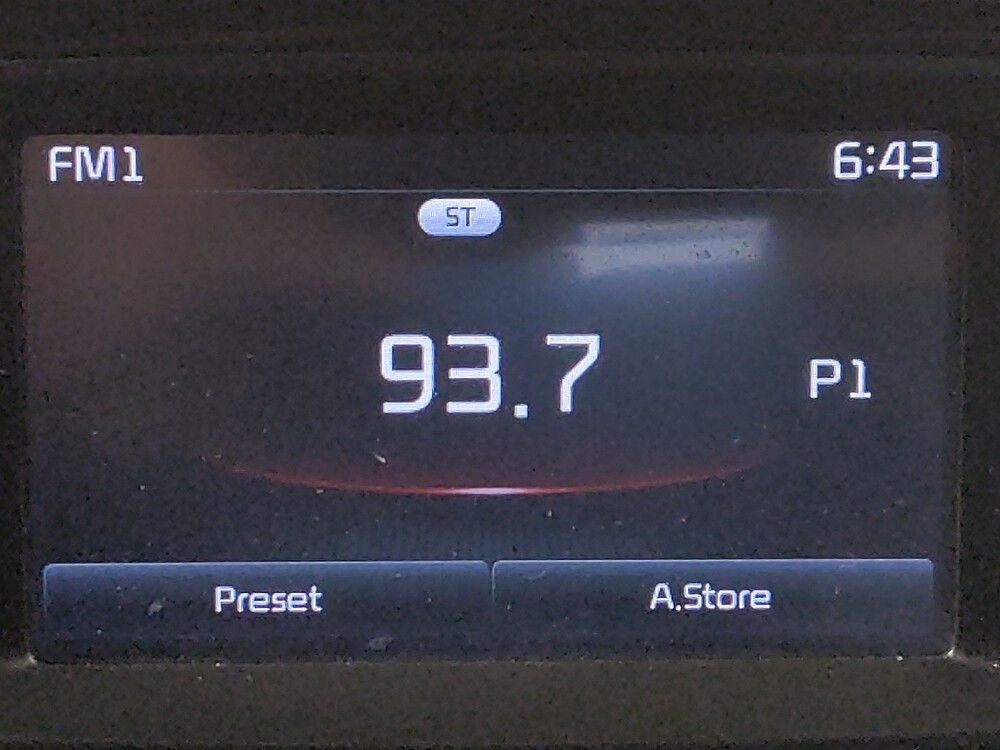 FM1 6:43
ST
93.7 P1
Preset A.Store